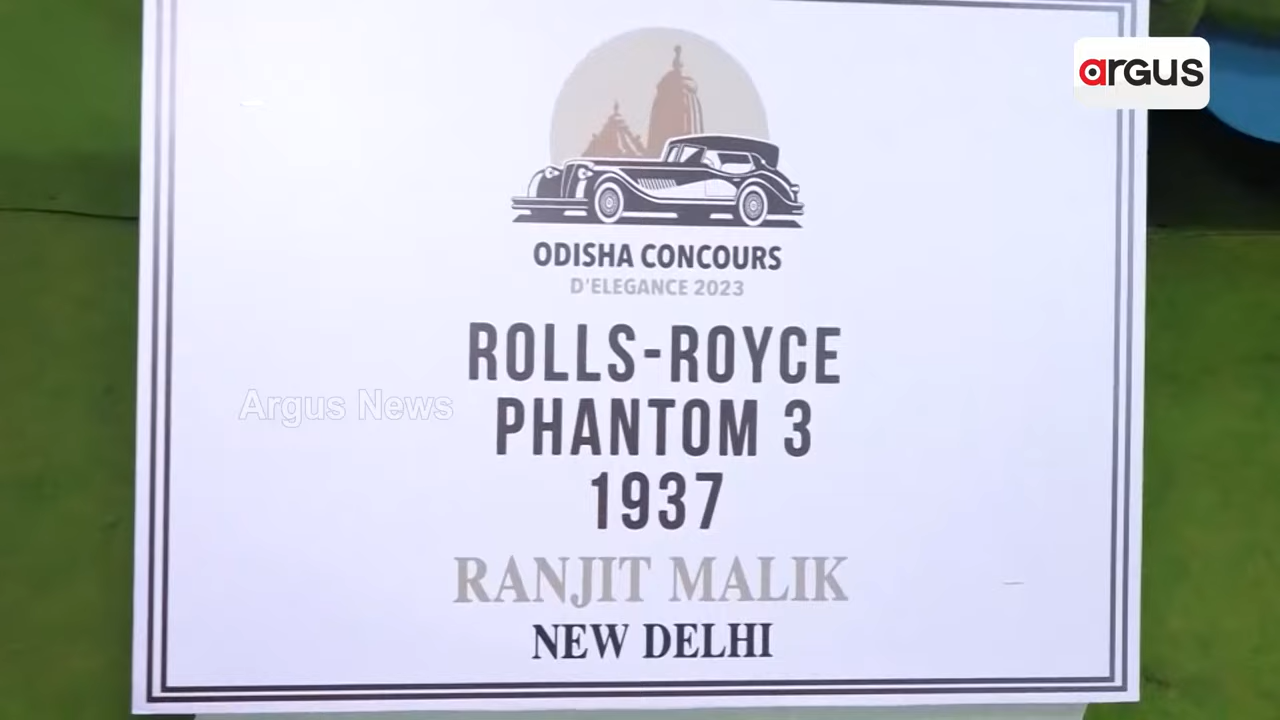 argus
ODISHA CONCOURS
D'ELEGANCE 2023
ROLLS-ROYCE
PHANTOM 3
1937
Argus News
RANJIT MALIK
NEW DELHI